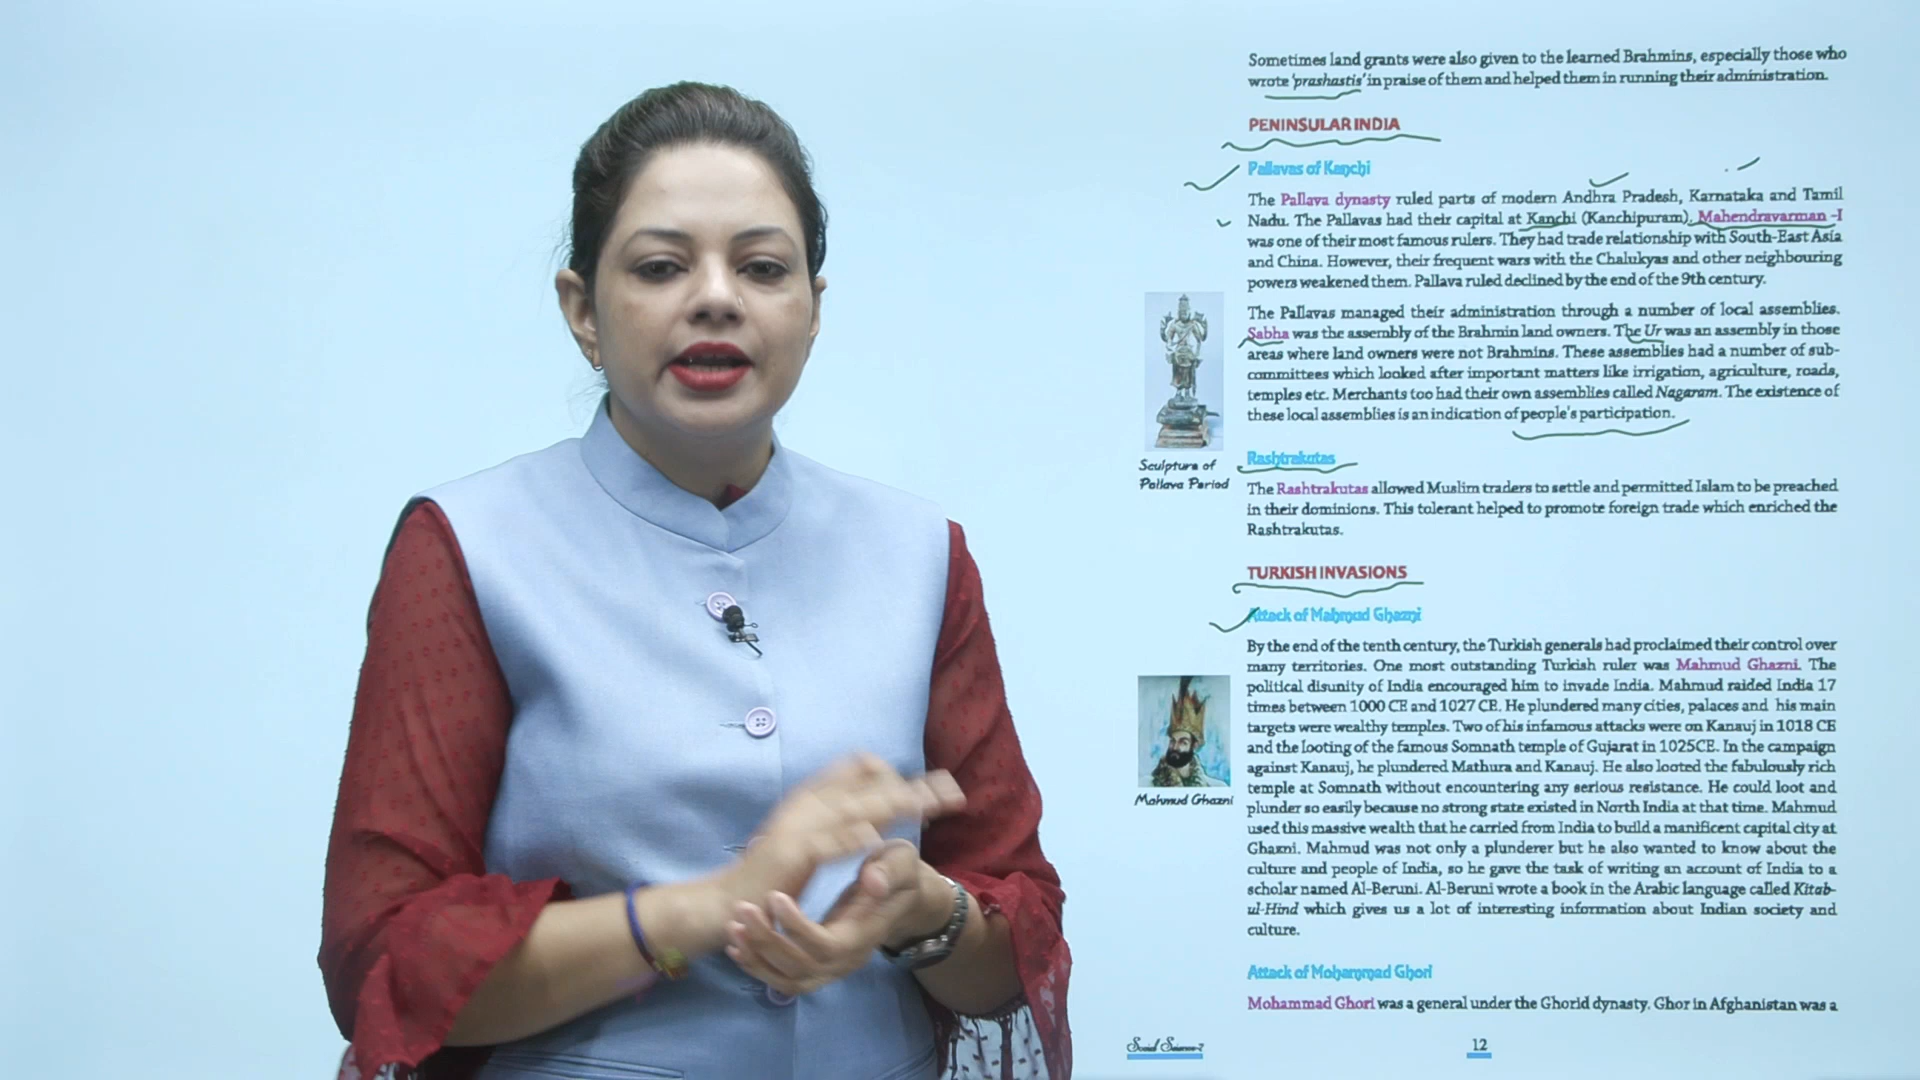 Sometimes land grants were also given to the learned Brahmins, especially those who
wrote 'prashastis' in praise of them and helped them in running their administration.
PENINSULAR INDIA
Pallavas of Kanchi
The Pallava dynasty ruled parts of modern Andhra Pradesh, Karnataka and Tamil
Nadu. The Pallavas had their capital at Kanchi (Kanchipuram). Mahendravarman -I
was one of their most famous rulers. They had trade relationship with South-East Asia
and China. However, their frequent wars with the Chalukyas and other neighbouring
powers weakened them. Pallava ruled declined by the end of the 9th century.
The Pallavas managed their administration through a number of local assemblies.
Sabha was the assembly of the Brahmin land owners. The Ur was an assembly in those
areas where land owners were not Brahmins. These assemblies had a number of sub-
committees which looked after important matters like irrigation, agriculture, roads,
temples etc. Merchants too had their own assemblies called Nagaram. The existence of
these local assemblies is an indication of people's participation.
Sculpture of
Pallava Period
Rashtrakutas
The Rashtrakutas allowed Muslim traders to settle and permitted Islam to be preached
in their dominions. This tolerant helped to promote foreign trade which enriched the
Rashtrakutas.
TURKISH INVASIONS
Attack of Mahmud Ghazni
By the end of the tenth century, the Turkish generals had proclaimed their control over
many territories. One most outstanding Turkish ruler was Mahmud Ghazni. The
political disunity of India encouraged him to invade India. Mahmud raided India 17
times between 1000 CE and 1027 CE. He plundered many cities, palaces and his main
targets were wealthy temples. Two of his infamous attacks were on Kanauj in 1018 CE
and the looting of the famous Somnath temple of Gujarat in 1025CE. In the campaign
against Kanauj, he plundered Mathura and Kanauj. He also looted the fabulously rich
temple at Somnath without encountering any serious resistance. He could loot and
plunder so easily because no strong state existed in North India at that time. Mahmud
used this massive wealth that he carried from India to build a manificent capital city at
Ghazni. Mahmud was not only a plunderer but he also wanted to know about the
culture and people of India, so he gave the task of writing an account of India to a
scholar named Al-Beruni. Al-Beruni wrote a book in the Arabic language called Kitab-
ul-Hind which gives us a lot of interesting information about Indian society and
culture.
Mahmud Ghazni
Attack of Mohammad Ghori
Mohammad Ghori was a general under the Ghorid dynasty. Ghor in Afghanistan was a
Social Science-7
12